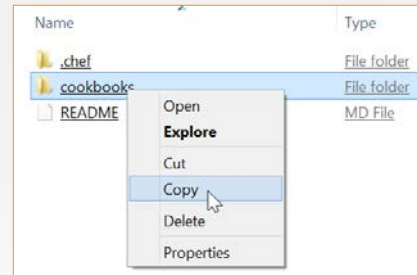 Name Type
.chef File folder
cookbooks File folder
README MD File
Open
Explore
Cut
Copy
Delete
Properties